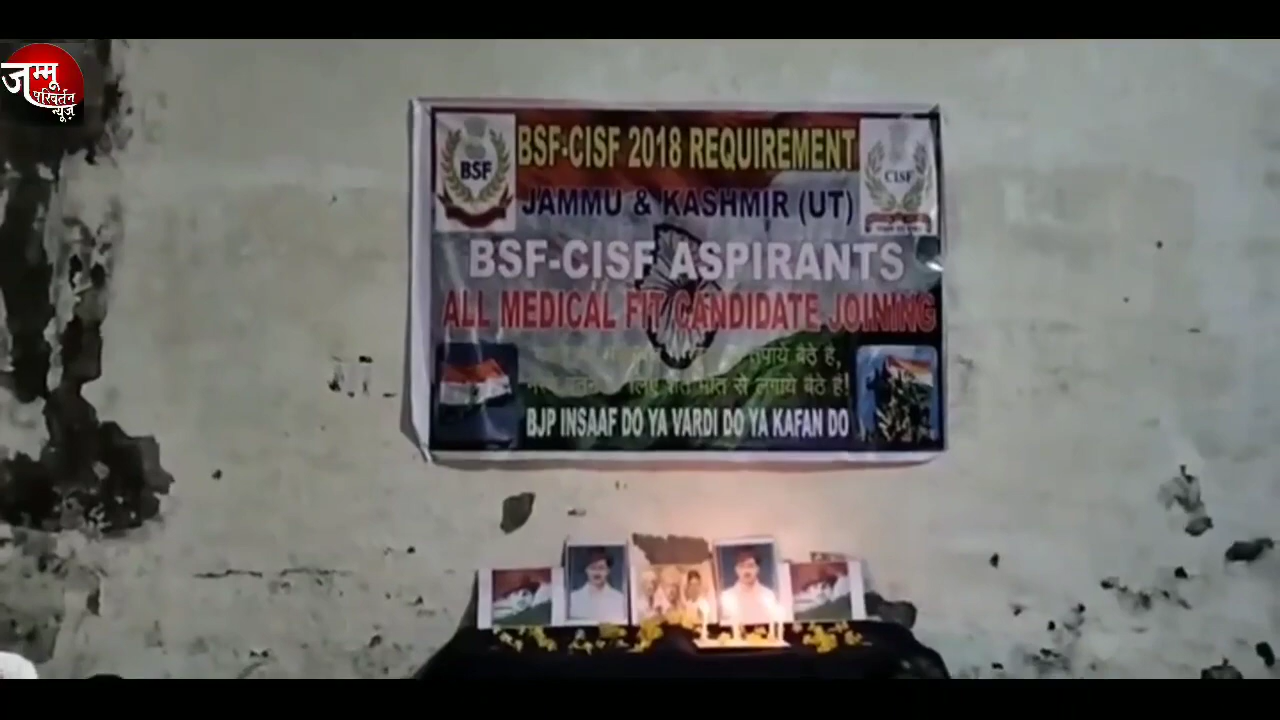 जम्मू
परिवर्तन
न्यूज़
BSF-CISF 2018 REQUIREMENT
BSF
CISF
JAMMU & KASHMIR (UT)
BSF-CISF ASPIRANTS
ALL MEDICAL FIT CANDIDATE JOINING
बैठे है,
से लगाये बैठे है!
BJP INSAAF DO YA VARDI DO YA KAFAN DO